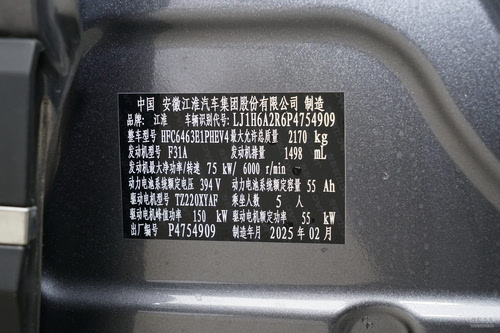 中国 安徽江淮汽车集团股份有限公司 制造
品牌: 江淮 车辆识别代号: LJ1H6A2R6P4754909
整车型号 HFC6463E1PHEV4 最大允许总质量 2170 kg
发动机型号 F31A 发动机排量 1498 mL
发动机最大净功率/转速 75 kW/ 6000 r/min
动力电池系统额定电压 394 V 动力电池系统额定容量 55 Ah
驱动电机型号 TZ220XYAF 乘坐人数 5 人
驱动电机峰值功率 150 kW 驱动电机额定功率 55 kW
出厂编号 P4754909 制造年月 2025 年 02 月